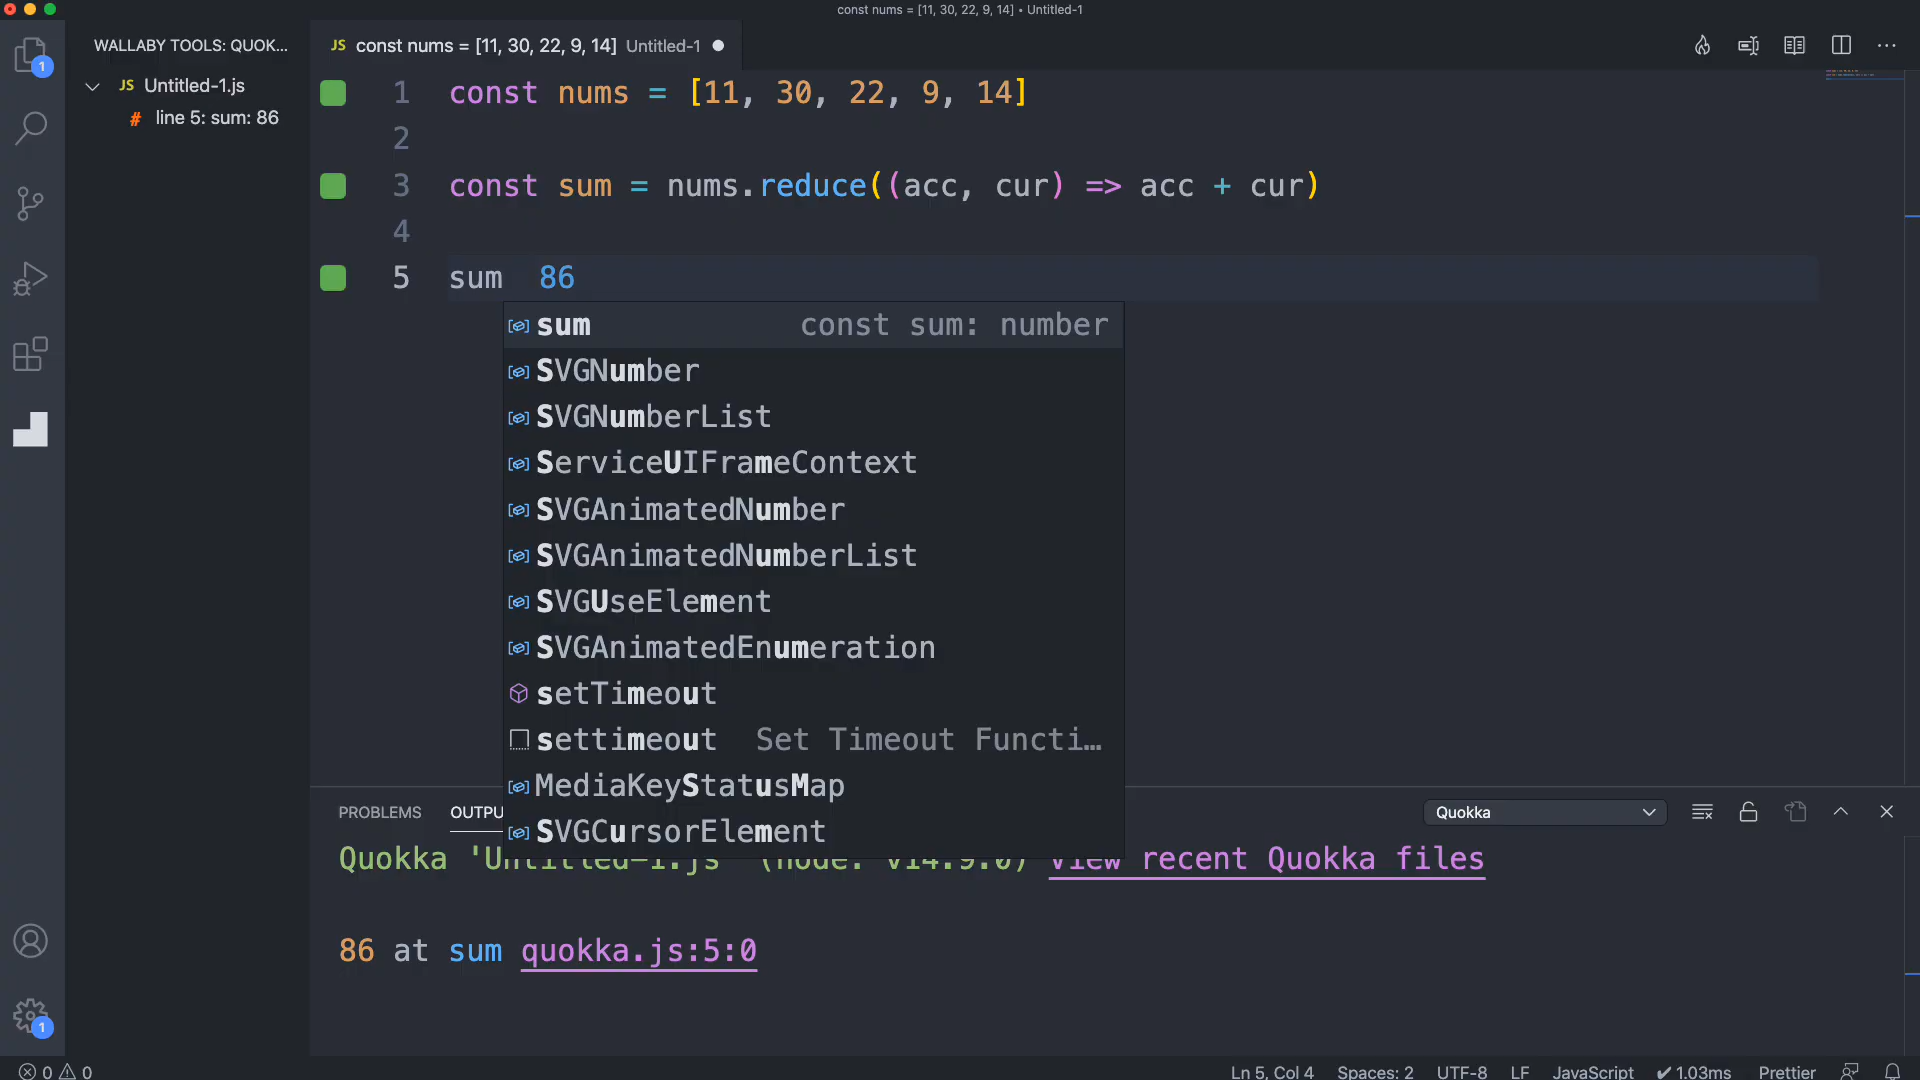 const nums = [11, 30, 22, 9, 14] • Untitled-1
WALLABY TOOLS: QUOK...
JS const nums = [11, 30, 22, 9, 14] Untitled-1
JS Untitled-1.js
# line 5: sum: 86
1
1 const nums = [11, 30, 22, 9, 14]
2
3 const sum = nums.reduce((acc, cur) => acc + cur)
4
5 sum 86
sum const sum: number
SVGNumber
SVGNumberList
ServiceUIFrameContext
SVGAnimatedNumber
SVGAnimatedNumberList
SVGUseElement
SVGAnimatedEnumeration
setTimeout
settimeout Set Timeout Functi…
MediaKeyStatusMap
SVGCursorElement
PROBLEMS OUTPU Quokka
Quokka 'Untitled-1.js' (node: v14.9.0) View recent Quokka files
86 at sum quokka.js:5:0
1
0 0 Ln 5, Col 4 Spaces: 2 UTF-8 LF JavaScript ✔ 1.03ms Prettier